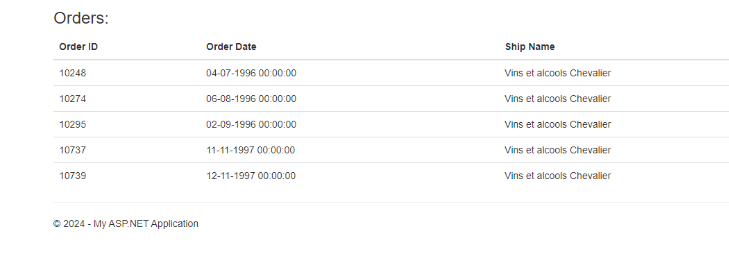 Orders:
Order ID Order Date Ship Name
10248 04-07-1996 00:00:00 Vins et alcools Chevalier
10274 06-08-1996 00:00:00 Vins et alcools Chevalier
10295 02-09-1996 00:00:00 Vins et alcools Chevalier
10737 11-11-1997 00:00:00 Vins et alcools Chevalier
10739 12-11-1997 00:00:00 Vins et alcools Chevalier
© 2024 - My ASP.NET Application